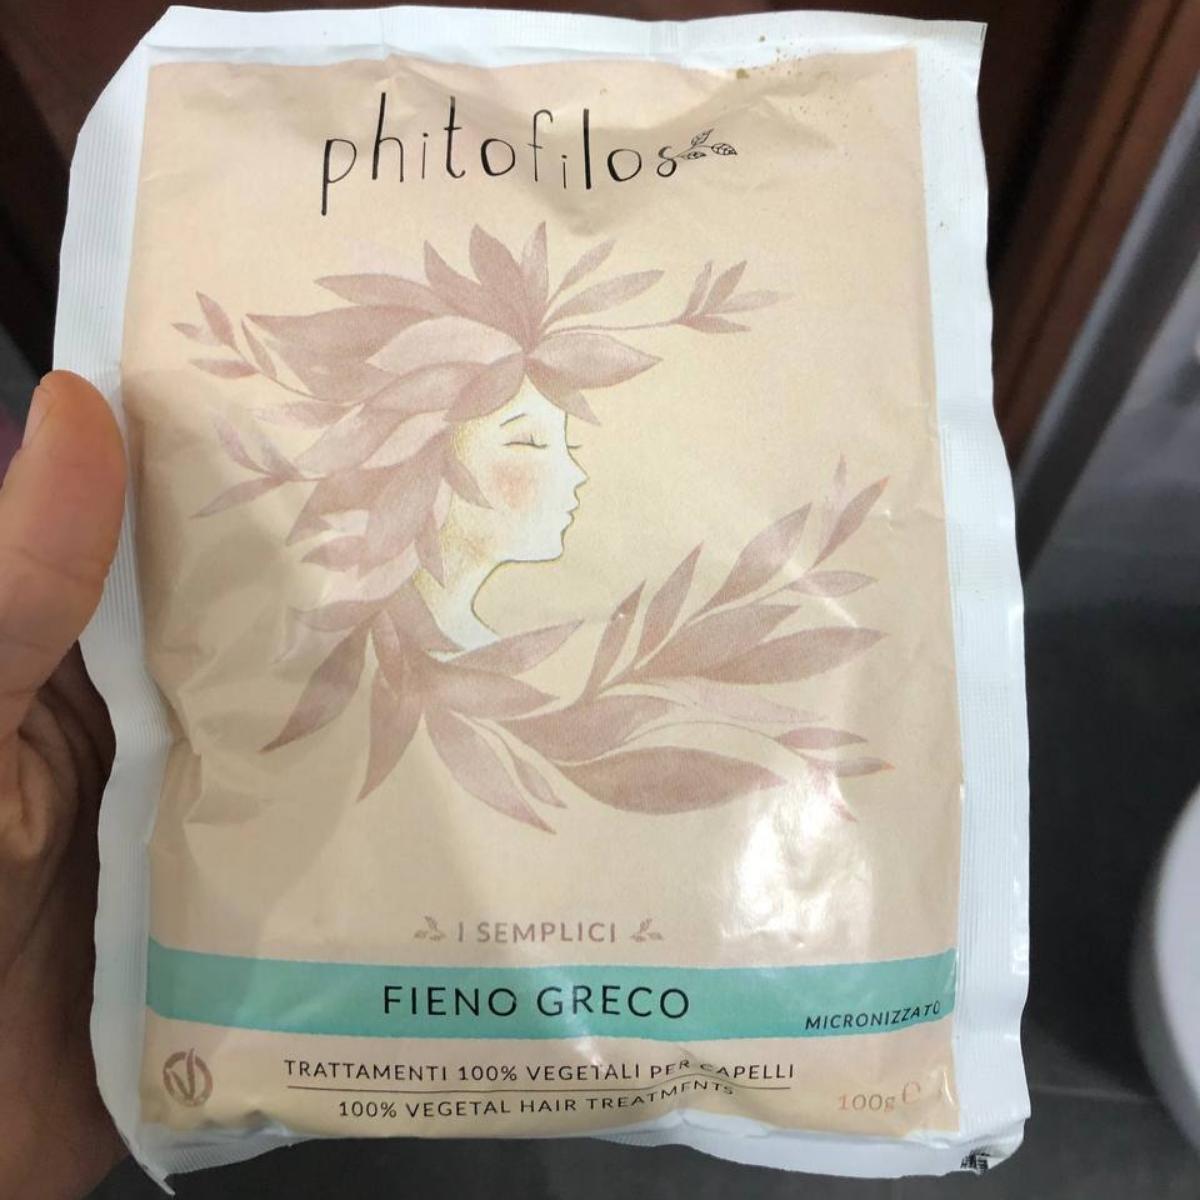 phitofilos
I SEMPLICI
FIENO GRECO
MICRONIZZATO
TRATTAMENTI 100% VEGETALI PER CAPELLI
100% VEGETAL HAIR TREATMENTS
100g ℮